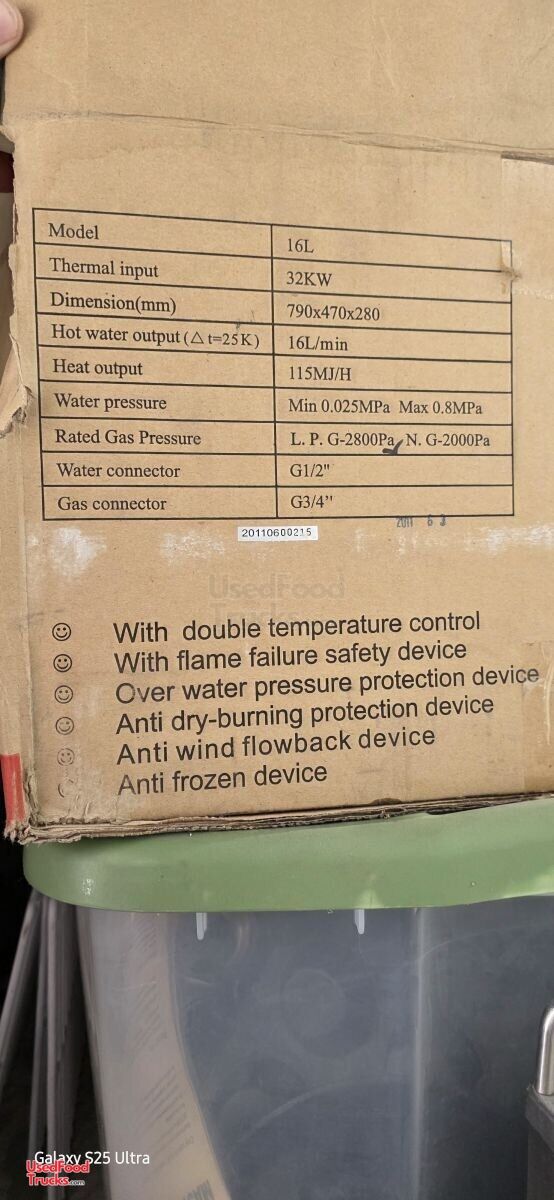 Model 16L
Thermal input 32KW
Dimension(mm) 790x470x280
Hot water output (△t=25K) 16L/min
Heat output 115MJ/H
Water pressure Min 0.025MPa Max 0.8MPa
Rated Gas Pressure L. P. G-2800Pa N. G-2000Pa
Water connector G1/2"
Gas connector G3/4"
2011 6 3
20110600215
UsedFood
Trucks
With double temperature control
With flame failure safety device
Over water pressure protection device
Anti dry-burning protection device
Anti wind flowback device
Anti frozen device
Galaxy S25 Ultra
UsedFood
Trucks.com